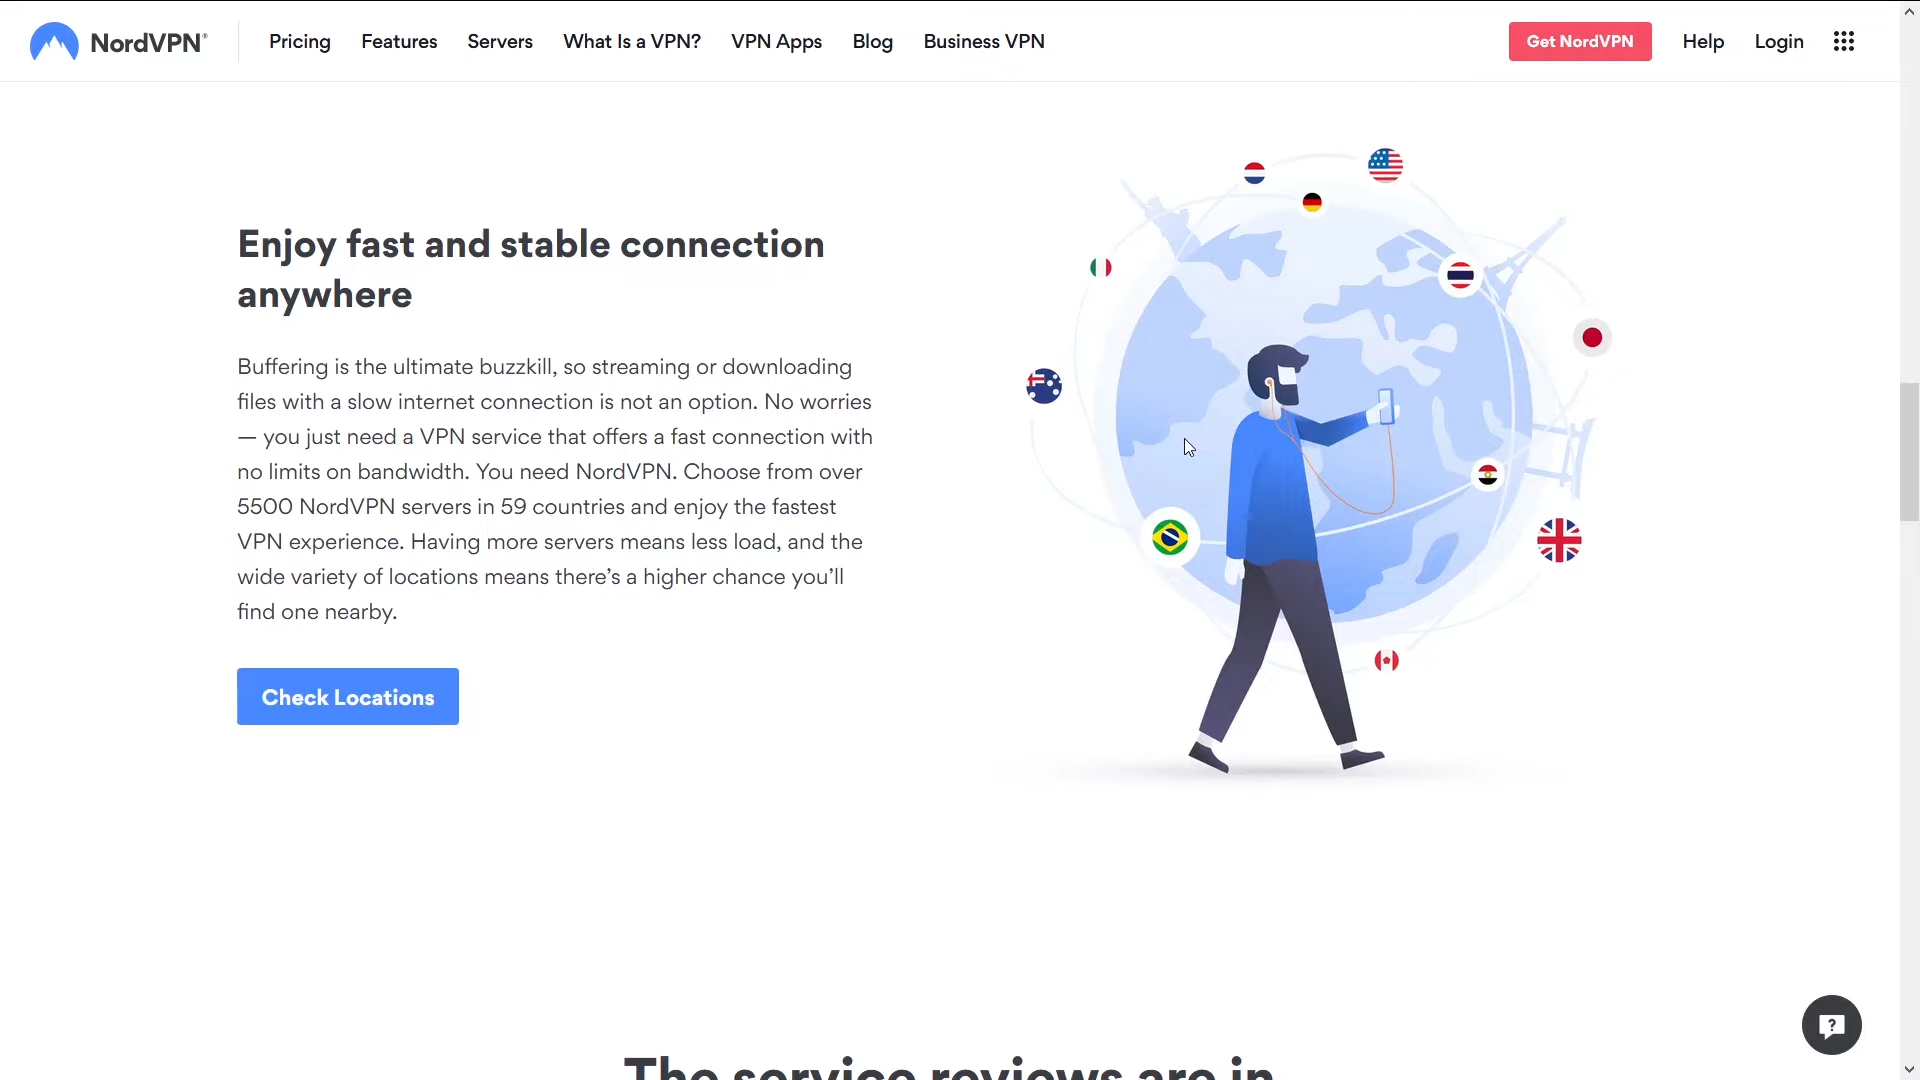 NordVPN®
Pricing
Features
Servers
What Is a VPN?
VPN Apps
Blog
Business VPN
Get NordVPN
Help
Login
Enjoy fast and stable connection
anywhere
Buffering is the ultimate buzzkill, so streaming or downloading
files with a slow internet connection is not an option. No worries
— you just need a VPN service that offers a fast connection with
no limits on bandwidth. You need NordVPN. Choose from over
5500 NordVPN servers in 59 countries and enjoy the fastest
VPN experience. Having more servers means less load, and the
wide variety of locations means there’s a higher chance you’ll
find one nearby.
Check Locations
?
The service reviews are in